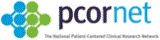 pcornet
The National Patient-Centered Clinical Research Network